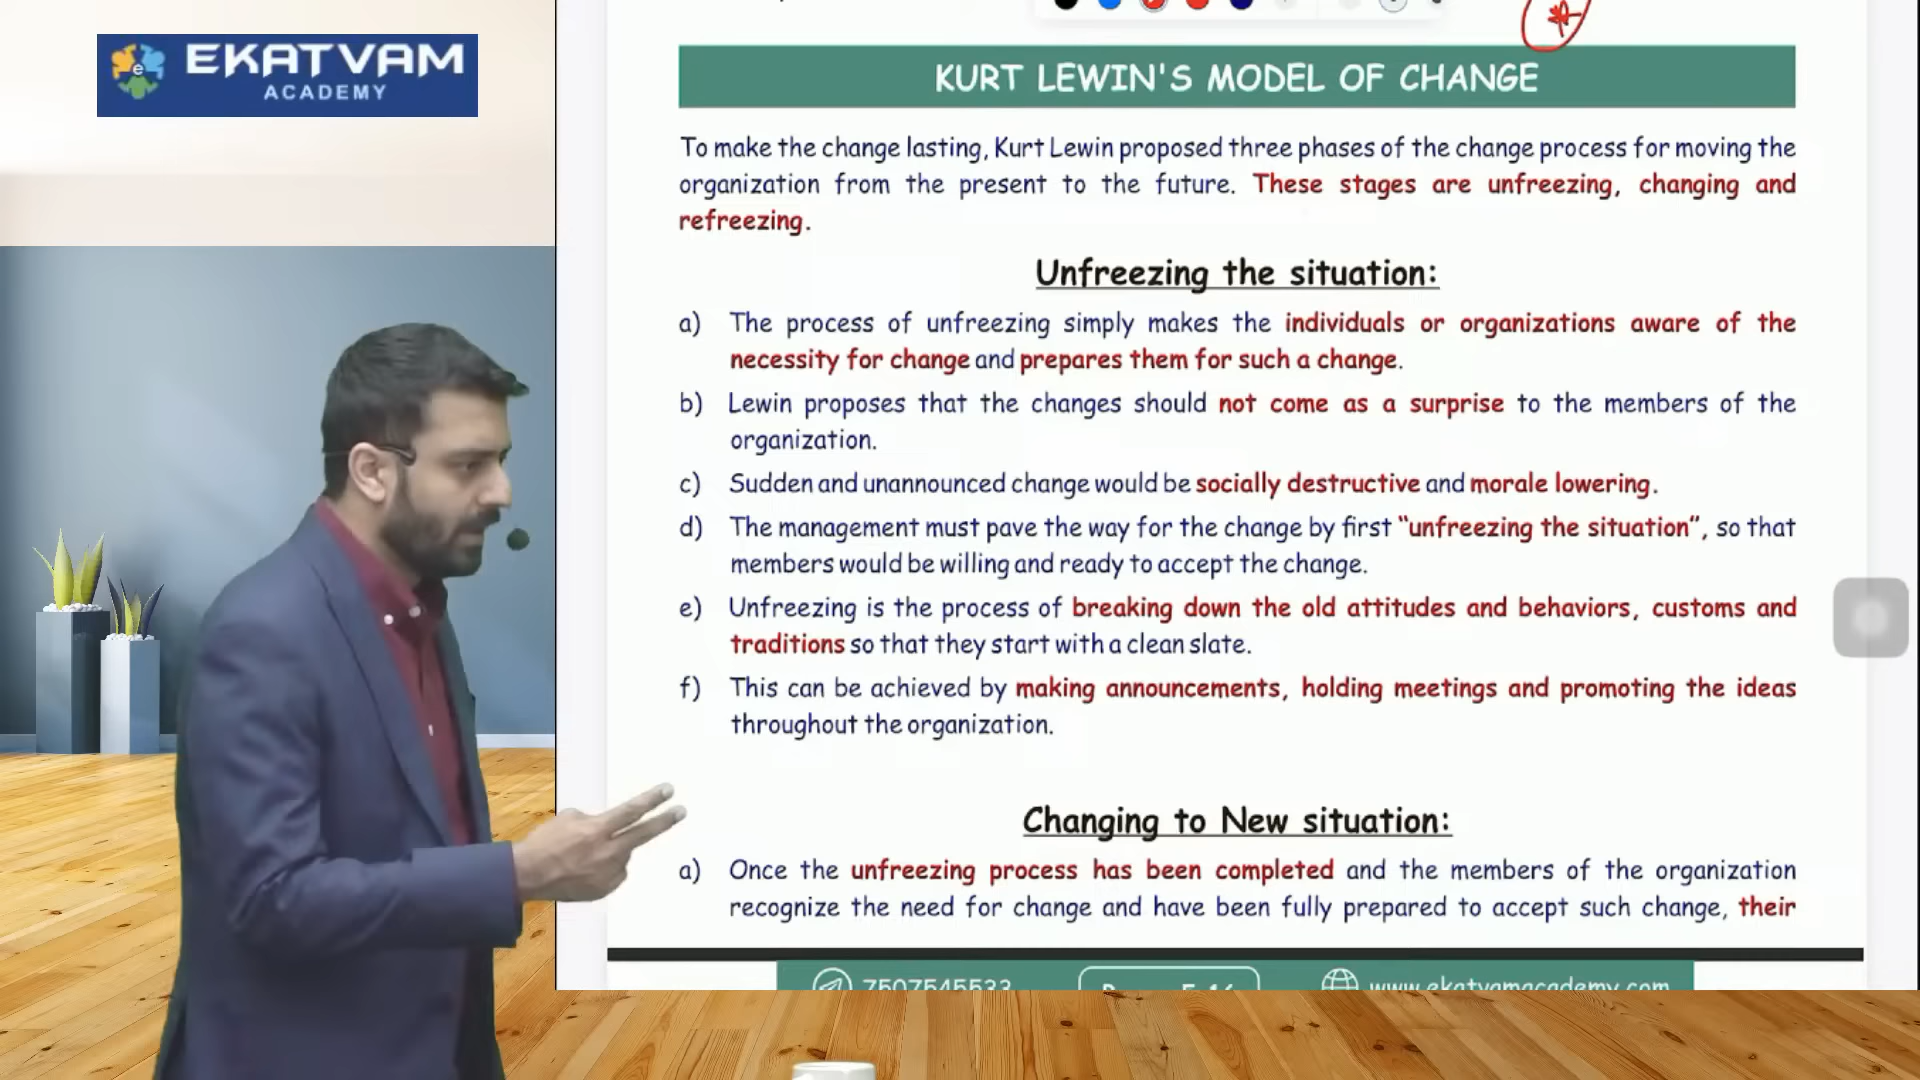 EKATVAM
ACADEMY
KURT LEWIN'S MODEL OF CHANGE
To make the change lasting, Kurt Lewin proposed three phases of the change process for moving the
organization from the present to the future. These stages are unfreezing, changing and
refreezing.
Unfreezing the situation:
a) The process of unfreezing simply makes the individuals or organizations aware of the
necessity for change and prepares them for such a change.
b) Lewin proposes that the changes should not come as a surprise to the members of the
organization.
c) Sudden and unannounced change would be socially destructive and morale lowering.
d) The management must pave the way for the change by first “unfreezing the situation”, so that
members would be willing and ready to accept the change.
e) Unfreezing is the process of breaking down the old attitudes and behaviors, customs and
traditions so that they start with a clean slate.
f) This can be achieved by making announcements, holding meetings and promoting the ideas
throughout the organization.
Changing to New situation:
a) Once the unfreezing process has been completed and the members of the organization
recognize the need for change and have been fully prepared to accept such change, their
7507545533
www.ekatvamacademy.com